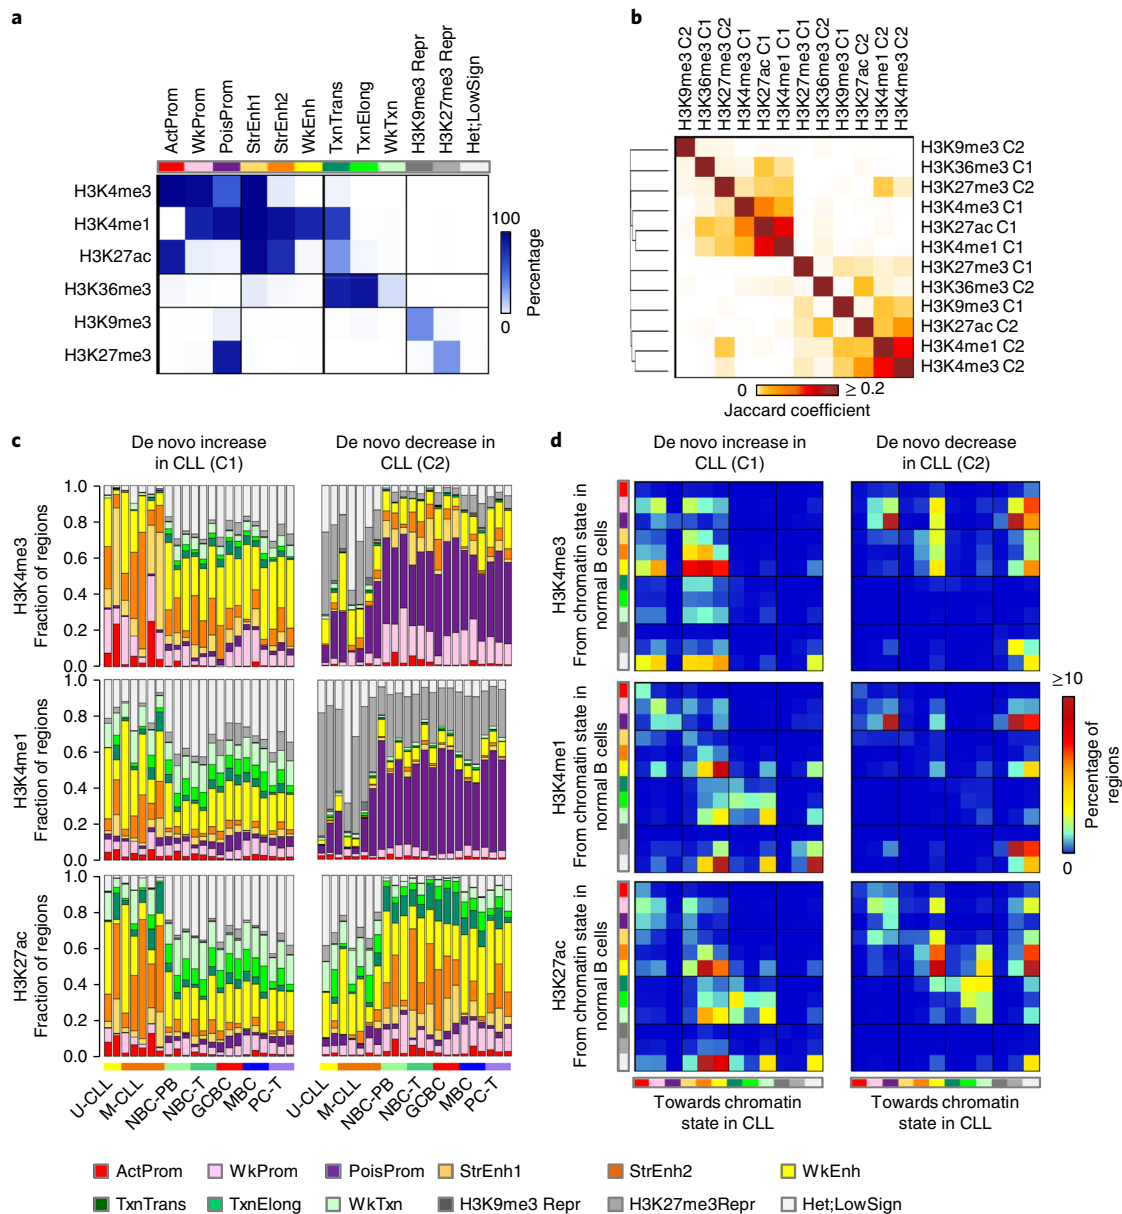 a
ActProm
WkProm
PoisProm
StrEnh1
StrEnh2
WkEnh
TxnTrans
TxnElong
WkTxn
H3K9me3 Repr
H3K27me3 Repr
Het;LowSign
H3K4me3
H3K4me1
H3K27ac
H3K36me3
H3K9me3
H3K27me3
100
0
Percentage
b
H3K9me3 C2
H3K36me3 C1
H3K27me3 C2
H3K4me3 C1
H3K27ac C1
H3K4me1 C1
H3K27me3 C1
H3K36me3 C2
H3K9me3 C1
H3K27ac C2
H3K4me1 C2
H3K4me3 C2
H3K9me3 C2
H3K36me3 C1
H3K27me3 C2
H3K4me3 C1
H3K27ac C1
H3K4me1 C1
H3K27me3 C1
H3K36me3 C2
H3K9me3 C1
H3K27ac C2
H3K4me1 C2
H3K4me3 C2
0
≥ 0.2
Jaccard coefficient
c
De novo increase
in CLL (C1)
De novo decrease in
CLL (C2)
H3K4me3
Fraction of regions
1.0
0.8
0.6
0.4
0.2
0.0
H3K4me1
Fraction of regions
1.0
0.8
0.6
0.4
0.2
0.0
H3K27ac
Fraction of regions
1.0
0.8
0.6
0.4
0.2
0.0
U-CLL
M-CLL
NBC-PB
NBC-T
GCBC
MBC
PC-T
U-CLL
M-CLL
NBC-PB
NBC-T
GCBC
MBC
PC-T
d
De novo increase in
CLL (C1)
De novo decrease
in CLL (C2)
H3K4me3
From chromatin state in
normal B cells
H3K4me1
From chromatin state in
normal B cells
H3K27ac
From chromatin state in
normal B cells
≥10
0
Percentage of
regions
Towards chromatin
state in CLL
Towards chromatin
state in CLL
ActProm
WkProm
PoisProm
StrEnh1
StrEnh2
WkEnh
TxnTrans
TxnElong
WkTxn
H3K9me3 Repr
H3K27me3Repr
Het;LowSign